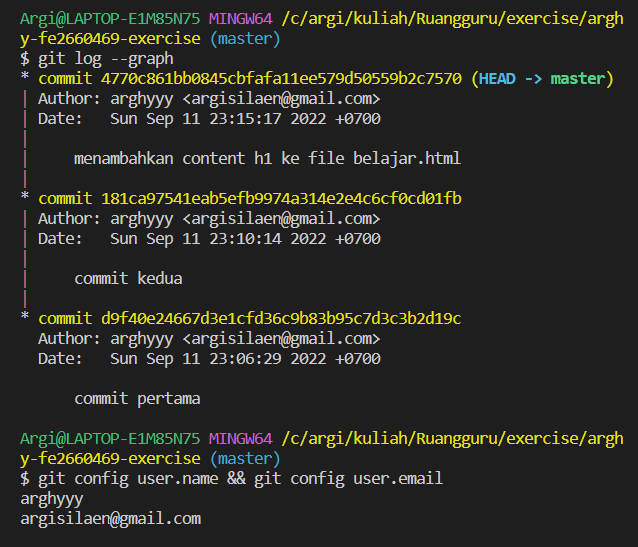 Argi@LAPTOP-E1M85N75 MINGW64 /c/argi/kuliah/Ruangguru/exercise/argh
y-fe2660469-exercise (master)
$ git log --graph
* commit 4770c861bb0845cbfafa11ee579d50559b2c7570 (HEAD -> master)
| Author: arghyyy <argisilaen@gmail.com>
| Date:   Sun Sep 11 23:15:17 2022 +0700
|
|     menambahkan content h1 ke file belajar.html
|
* commit 181ca97541eab5efb9974a314e2e4c6cf0cd01fb
| Author: arghyyy <argisilaen@gmail.com>
| Date:   Sun Sep 11 23:10:14 2022 +0700
|
|     commit kedua
|
* commit d9f40e24667d3e1cfd36c9b83b95c7d3c3b2d19c
  Author: arghyyy <argisilaen@gmail.com>
  Date:   Sun Sep 11 23:06:29 2022 +0700

      commit pertama

Argi@LAPTOP-E1M85N75 MINGW64 /c/argi/kuliah/Ruangguru/exercise/argh
y-fe2660469-exercise (master)
$ git config user.name && git config user.email
arghyyy
argisilaen@gmail.com